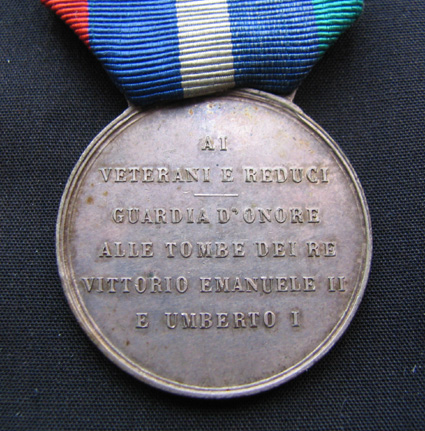 AI
VETERANI E REDUCI
GUARDIA D'ONORE
ALLE TOMBE DEI RE
VITTORIO EMANUELE II
E UMBERTO I